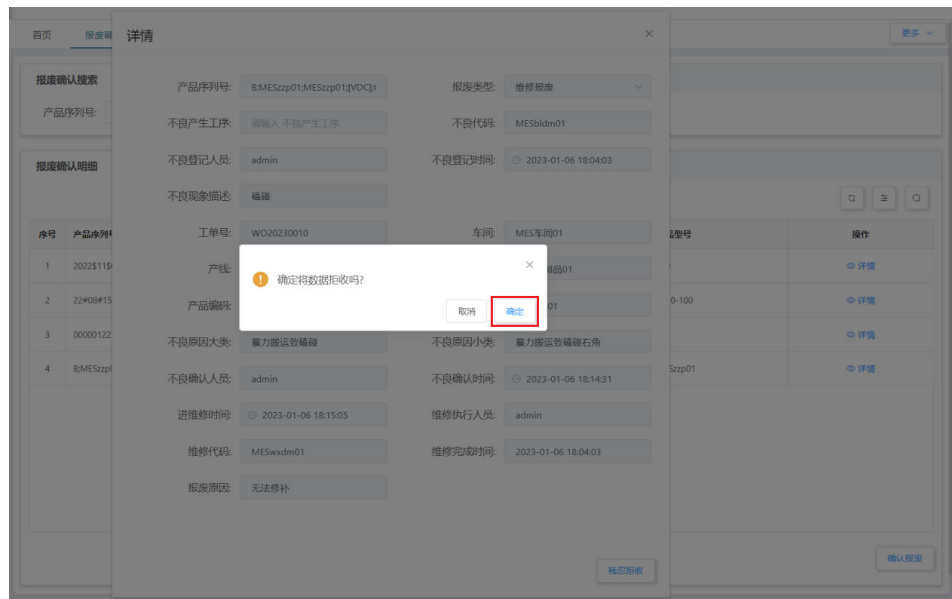 首页 报废确 详情 更多
报废确认搜索 产品序列号: B;MESzzp01;MESzzp01;[VDC];I 报废类型: 维修报废
产品序列号: 不良产生工序: 请输入 不良产生工序 不良代码: MESbldm01
报废确认明细 不良登记人员: admin 不良登记时间: 2023-01-06 18:04:03
不良现象描述: 磕碰
序号 产品序列号 工单号: WO20230010 车间: MES车间01 型号 操作
1 2022$11$ 产线: 确定将数据拒收吗? 品01 详情
2 22#08#15 产品编码: 取消 确定 01 0-100 详情
3 00000122 不良原因大类: 暴力搬运致磕碰 不良原因小类: 暴力搬运致磕碰右角 详情
4 B;MESzzp0 不良确认人员: admin 不良确认时间: 2023-01-06 18:14:31 Szzp01 详情
进维修时间: 2023-01-06 18:15:05 维修执行人员: admin
维修代码: MESwxdm01 维修完成时间: 2023-01-06 18:04:03
报废原因: 无法修补
确认报废
拒收